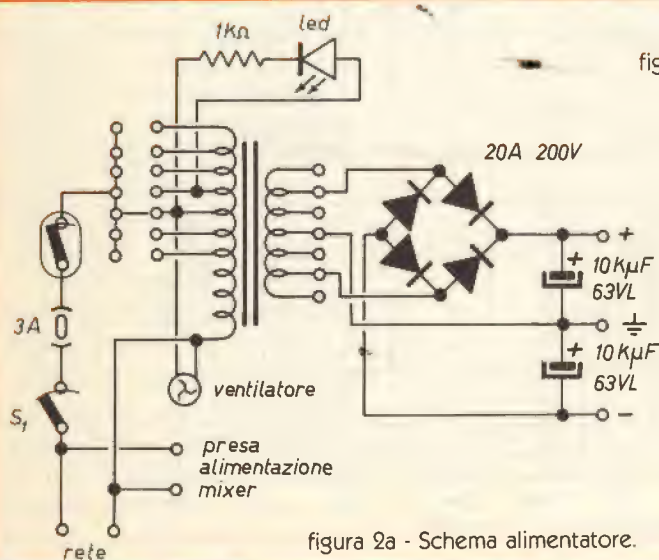 1KΩ
led
fig
20A 200V
+
+
10KμF
63VL
3A
+
10KμF
63VL
ventilatore
S1
-
presa
alimentazione
mixer
rete
figura 2a - Schema alimentatore.